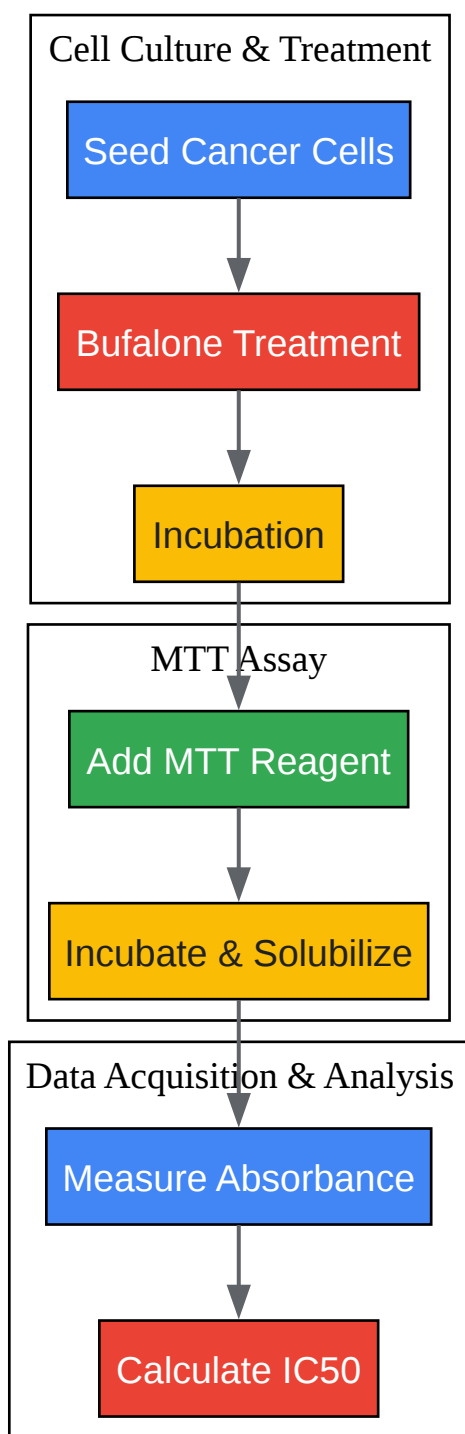 Cell Culture & Treatment
Seed Cancer Cells
Bufalone Treatment
Incubation
MTT Assay
Add MTT Reagent
Incubate & Solubilize
Data Acquisition & Analysis
Measure Absorbance
Calculate IC50